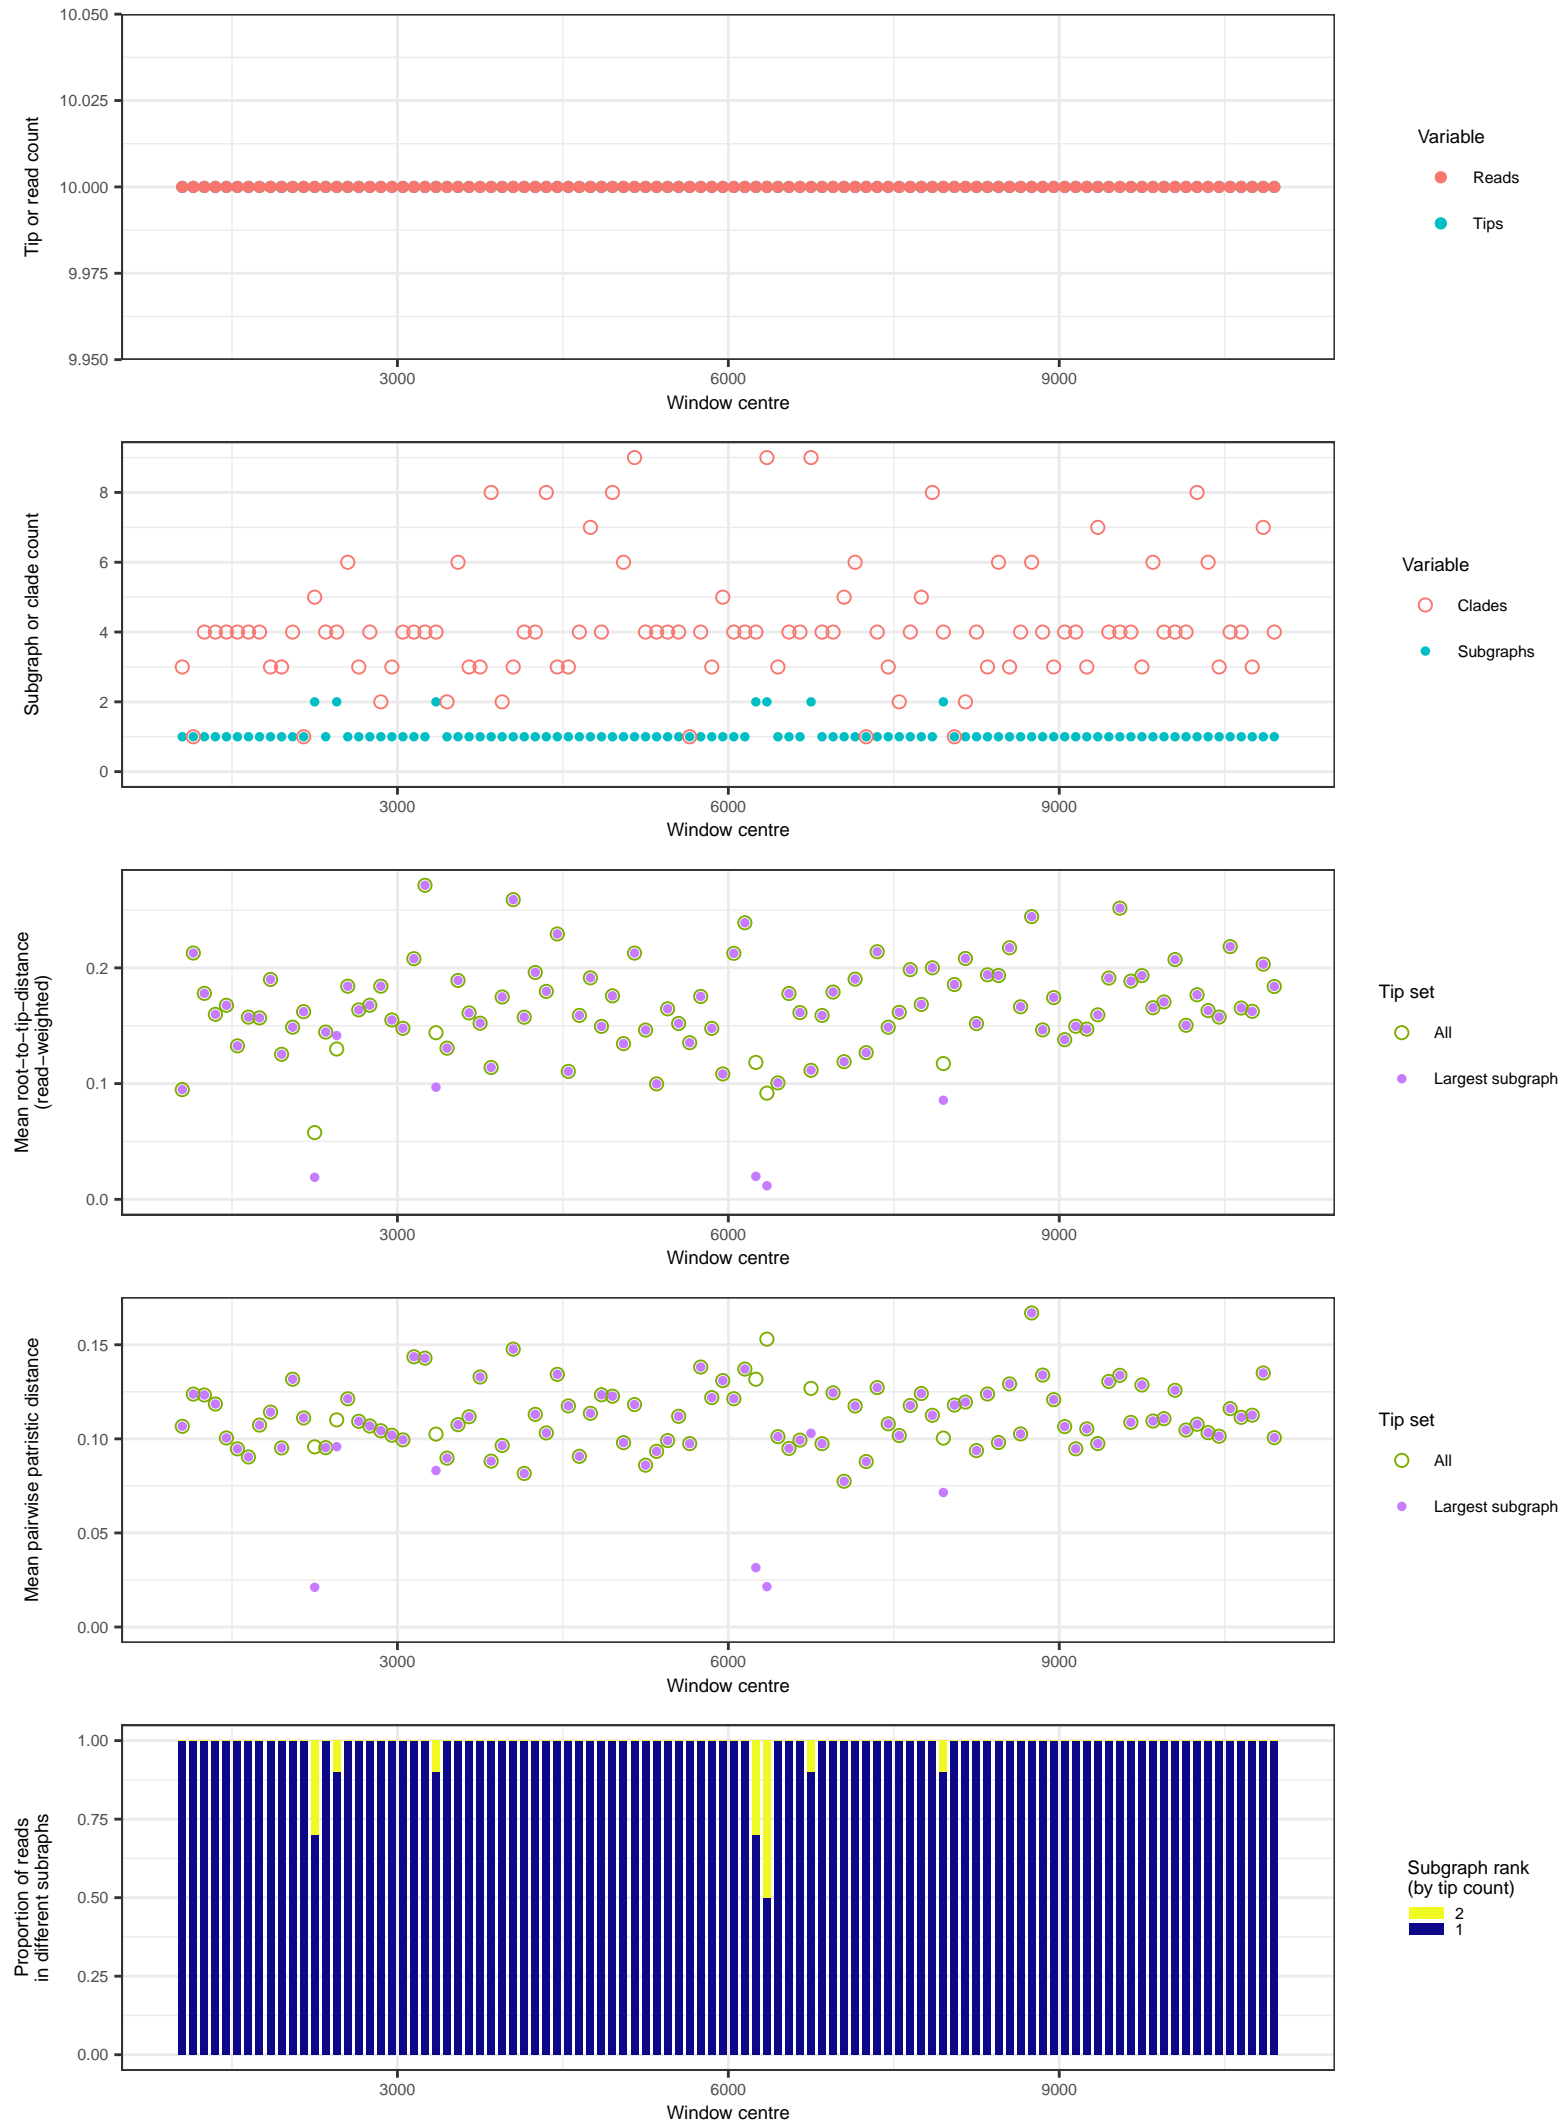 10.050
10.025
10.000
9.975
9.950
Tip or read count
3000
6000
9000
Window centre
Variable
Reads
Tips
8
6
4
2
0
Subgraph or clade count
3000
6000
9000
Window centre
Variable
Clades
Subgraphs
0.2
0.1
0.0
Mean root−to−tip−distance
(read−weighted)
3000
6000
9000
Window centre
Tip set
All
Largest subgraph
0.15
0.10
0.05
0.00
Mean pairwise patristic distance
3000
6000
9000
Window centre
Tip set
All
Largest subgraph
1.00
0.75
0.50
0.25
0.00
Proportion of reads
in different subraphs
3000
6000
9000
Window centre
Subgraph rank
(by tip count)
2
1